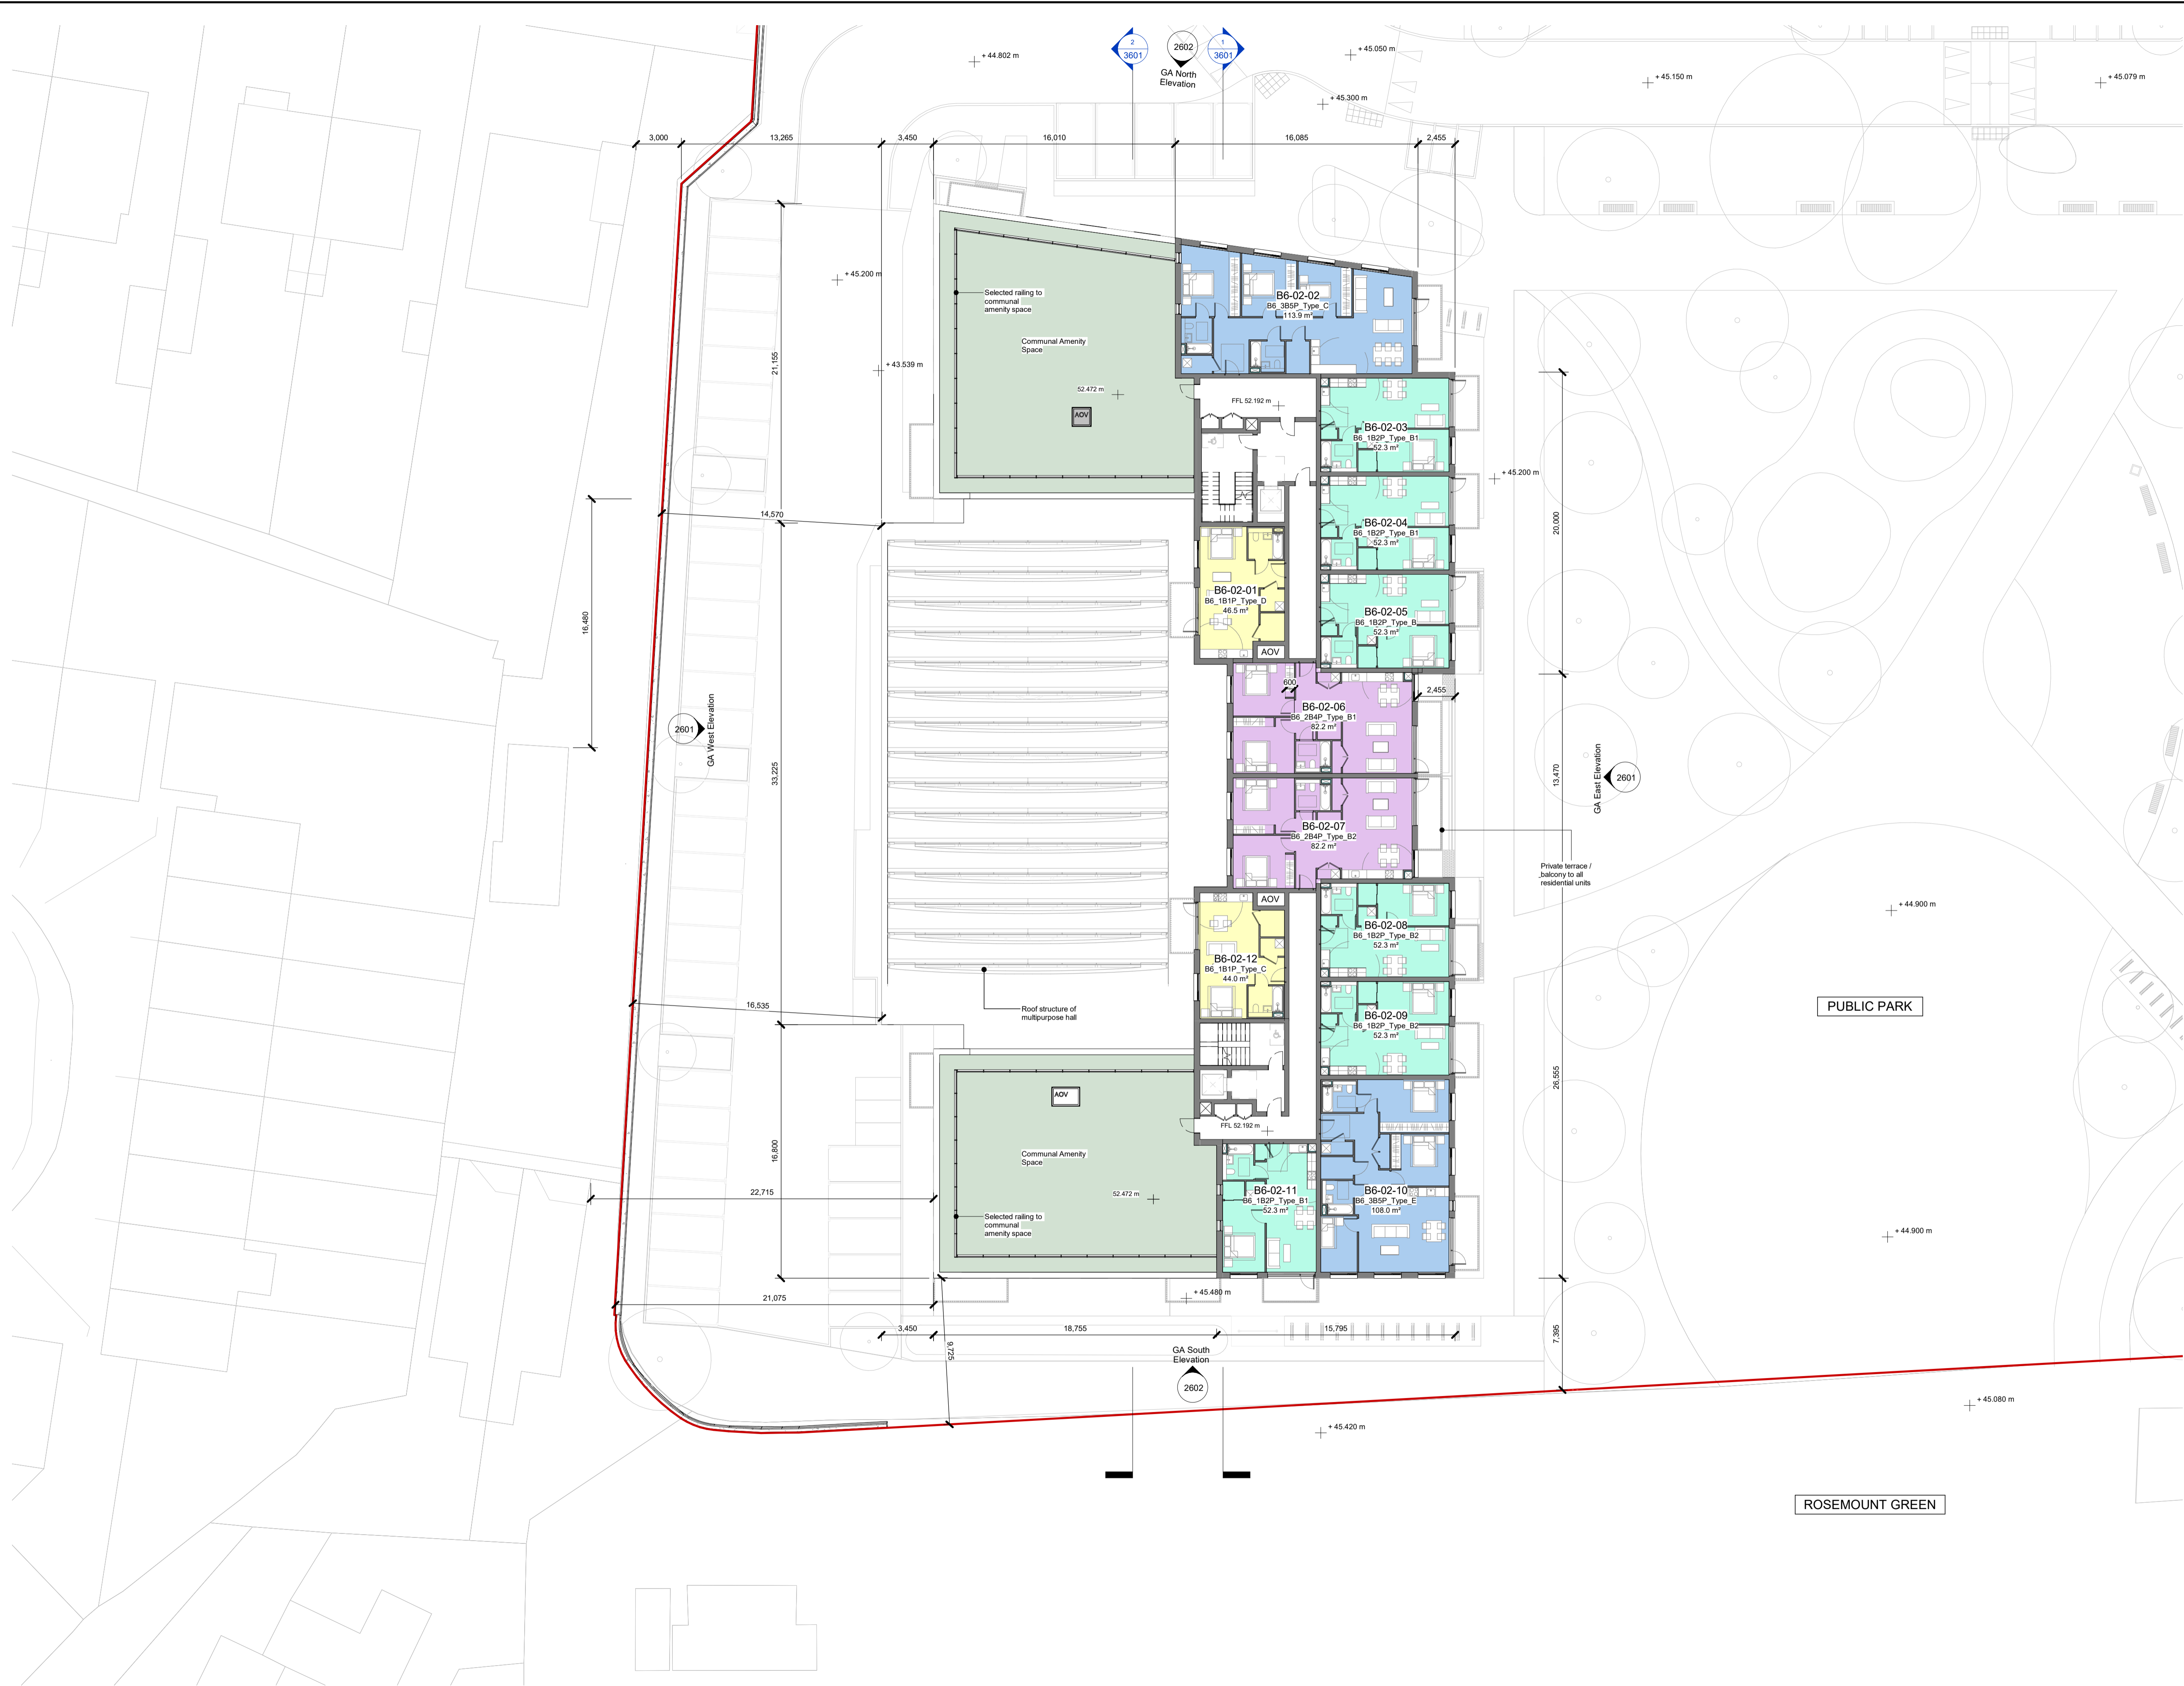 2
3601
2602
1
3601
GA North
Elevation
+ 44.802 m
+ 45.050 m
+ 45.150 m
+ 45.079 m
+ 45.300 m
3,000
13,265
3,450
16,010
16,085
2,455
+ 45.200 m
Selected railing to
communal
amenity space
B6-02-02
B6_3B5P_Type_C
113.9 m²
Communal Amenity
Space
21,155
+ 43.539 m
52.472 m
AOV
FFL 52.192 m
B6-02-03
B6_1B2P_Type_B1
52.3 m²
+ 45.200 m
14,570
B6-02-04
B6_1B2P_Type_B1
52.3 m²
20,000
16,480
B6-02-01
B6_1B1P_Type_D
46.5 m²
B6-02-05
B6_1B2P_Type_B
52.3 m²
AOV
600
2,455
B6-02-06
B6_2B4P_Type_B1
82.2 m²
2601
GA West Elevation
33,225
13,470
GA East Elevation
2601
B6-02-07
B6_2B4P_Type_B2
82.2 m²
Private terrace /
balcony to all
residential units
AOV
+ 44.900 m
B6-02-08
B6_1B2P_Type_B2
52.3 m²
B6-02-12
B6_1B1P_Type_C
44.0 m²
16,535
Roof structure of
multipurpose hall
B6-02-09
B6_1B2P_Type_B2
52.3 m²
PUBLIC PARK
26,555
AOV
FFL 52.192 m
16,800
Communal Amenity
Space
22,715
52.472 m
B6-02-11
B6_1B2P_Type_B1
52.3 m²
B6-02-10
B6_3B5P_Type_E
108.0 m²
Selected railing to
communal
amenity space
+ 44.900 m
21,075
+ 45.480 m
3,450
18,755
15,795
7,395
9,725
GA South
Elevation
2602
+ 45.080 m
+ 45.420 m
ROSEMOUNT GREEN